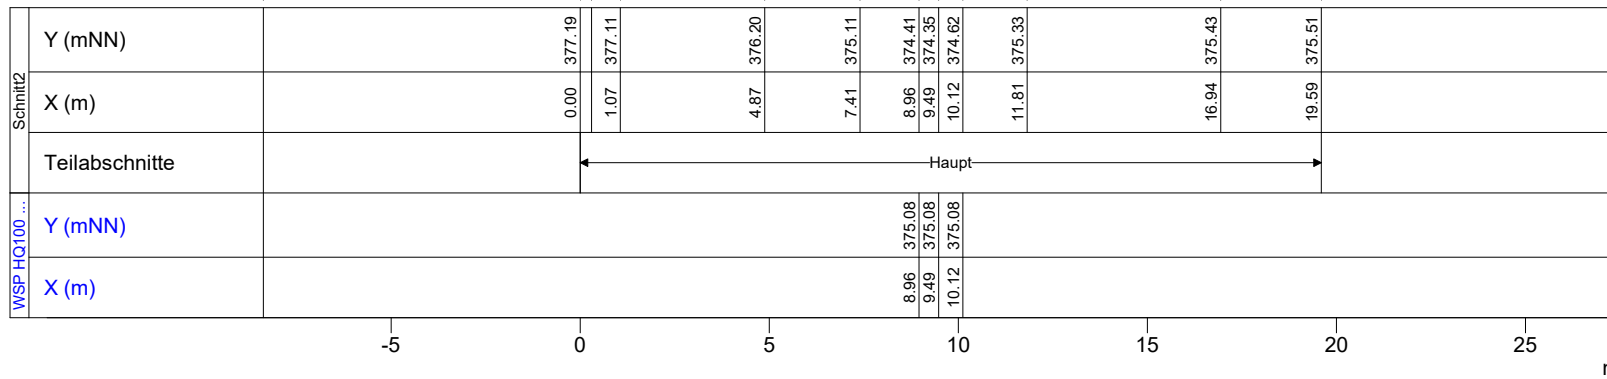 Schnitt2
Y (mNN) 377.19 377.11 376.20 375.11 374.41 374.35 374.62 375.33 375.43 375.51
X (m) 0.00 1.07 4.87 7.41 8.96 9.49 10.12 11.81 16.94 19.59
Teilabschnitte Haupt
WSP HQ100 ...
Y (mNN) 375.08 375.08 375.08
X (m) 8.96 9.49 10.12
-5 0 5 10 15 20 25